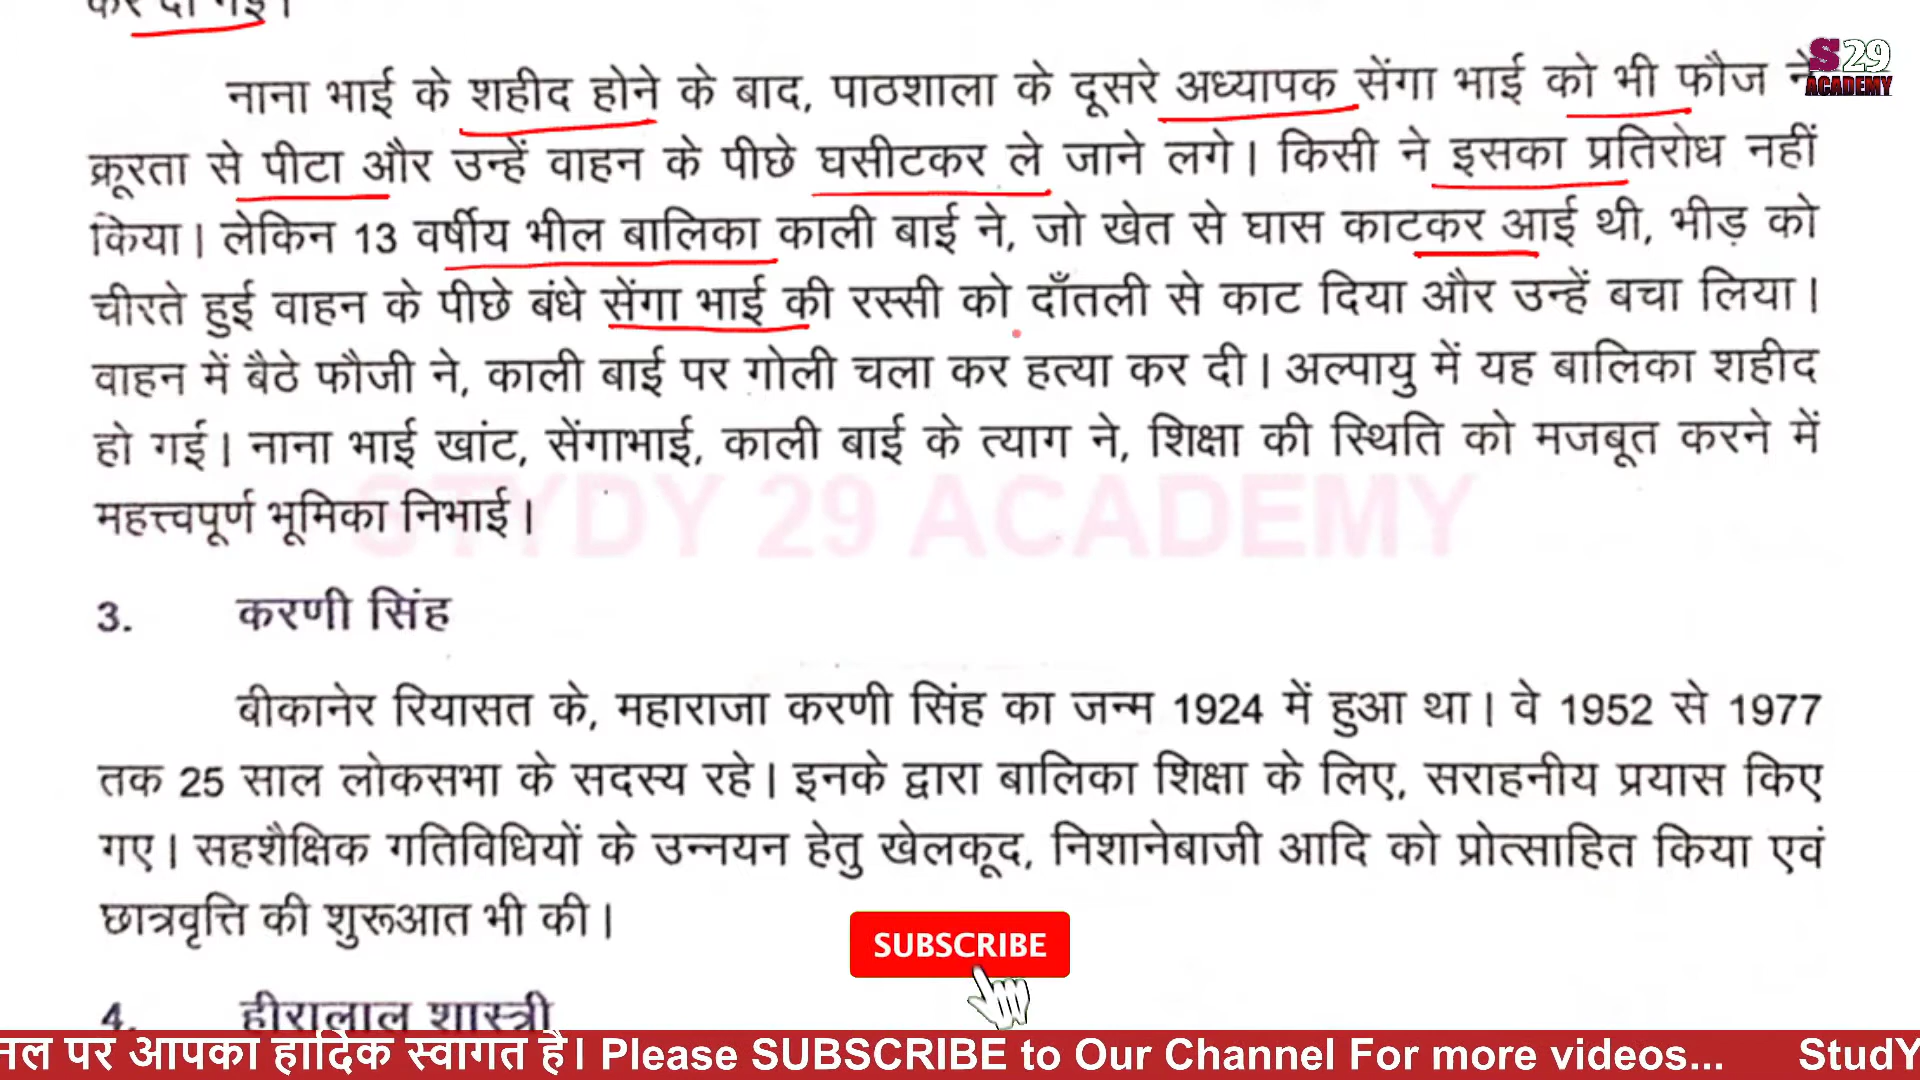 कर दी गई।
नाना भाई के शहीद होने के बाद, पाठशाला के दूसरे अध्यापक सेंगा भाई को भी फौज ने
क्रूरता से पीटा और उन्हें वाहन के पीछे घसीटकर ले जाने लगे। किसी ने इसका प्रतिरोध नहीं
किया। लेकिन 13 वर्षीय भील बालिका काली बाई ने, जो खेत से घास काटकर आई थी, भीड़ को
चीरते हुई वाहन के पीछे बंधे सेंगा भाई की रस्सी को दाँतली से काट दिया और उन्हें बचा लिया।
वाहन में बैठे फौजी ने, काली बाई पर गोली चला कर हत्या कर दी। अल्पायु में यह बालिका शहीद
हो गई। नाना भाई खांट, सेंगाभाई, काली बाई के त्याग ने, शिक्षा की स्थिति को मजबूत करने में
महत्त्वपूर्ण भूमिका निभाई।
3. करणी सिंह
बीकानेर रियासत के, महाराजा करणी सिंह का जन्म 1924 में हुआ था। वे 1952 से 1977
तक 25 साल लोकसभा के सदस्य रहे। इनके द्वारा बालिका शिक्षा के लिए, सराहनीय प्रयास किए
गए। सहशैक्षिक गतिविधियों के उन्नयन हेतु खेलकूद, निशानेबाजी आदि को प्रोत्साहित किया एवं
छात्रवृत्ति की शुरूआत भी की।
4. हीरालाल शास्त्री
S29
ACADEMY
STYDY 29 ACADEMY
SUBSCRIBE
नल पर आपका हार्दिक स्वागत है। Please SUBSCRIBE to Our Channel For more videos... StudY